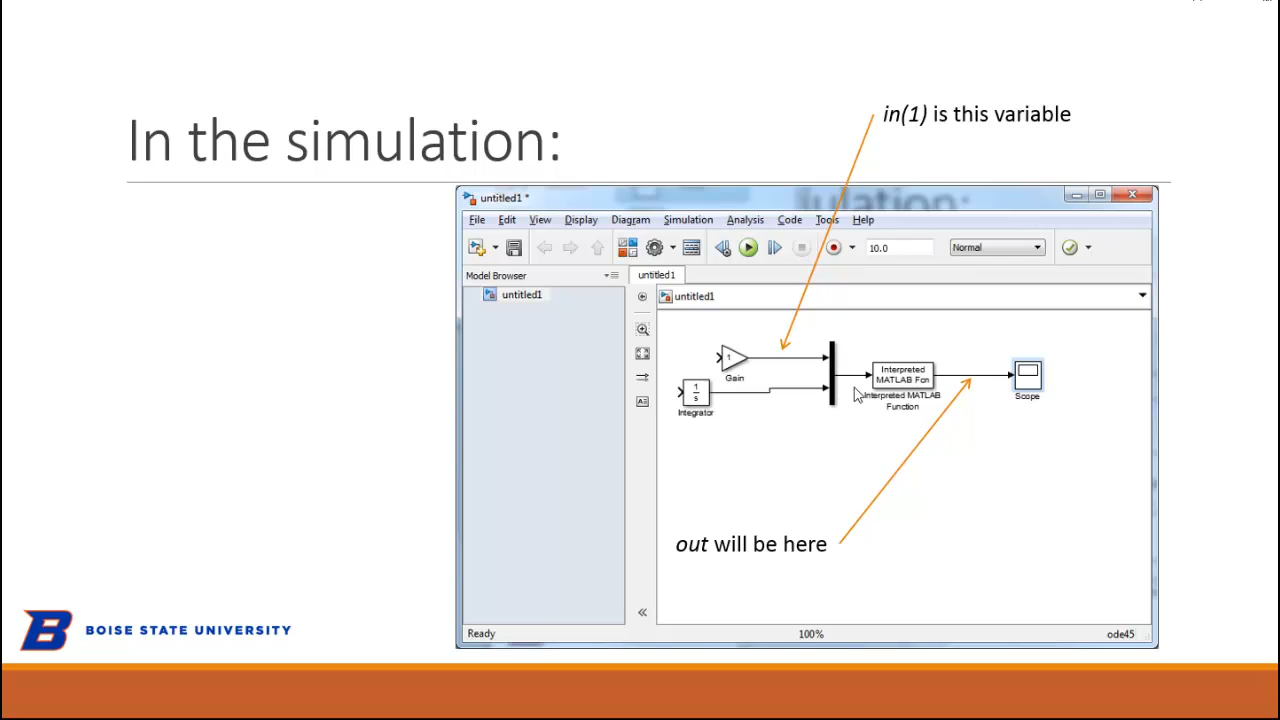 in(1) is this variable
In the simulation:
untitled1 *
File Edit View Display Diagram Simulation Analysis Code Tools Help
10.0 Normal
Model Browser untitled1
untitled1 untitled1
1
Gain
1
s
Integrator
Interpreted
MATLAB Fcn
Interpreted MATLAB
Function
Scope
out will be here
Ready 100% ode45
B BOISE STATE UNIVERSITY